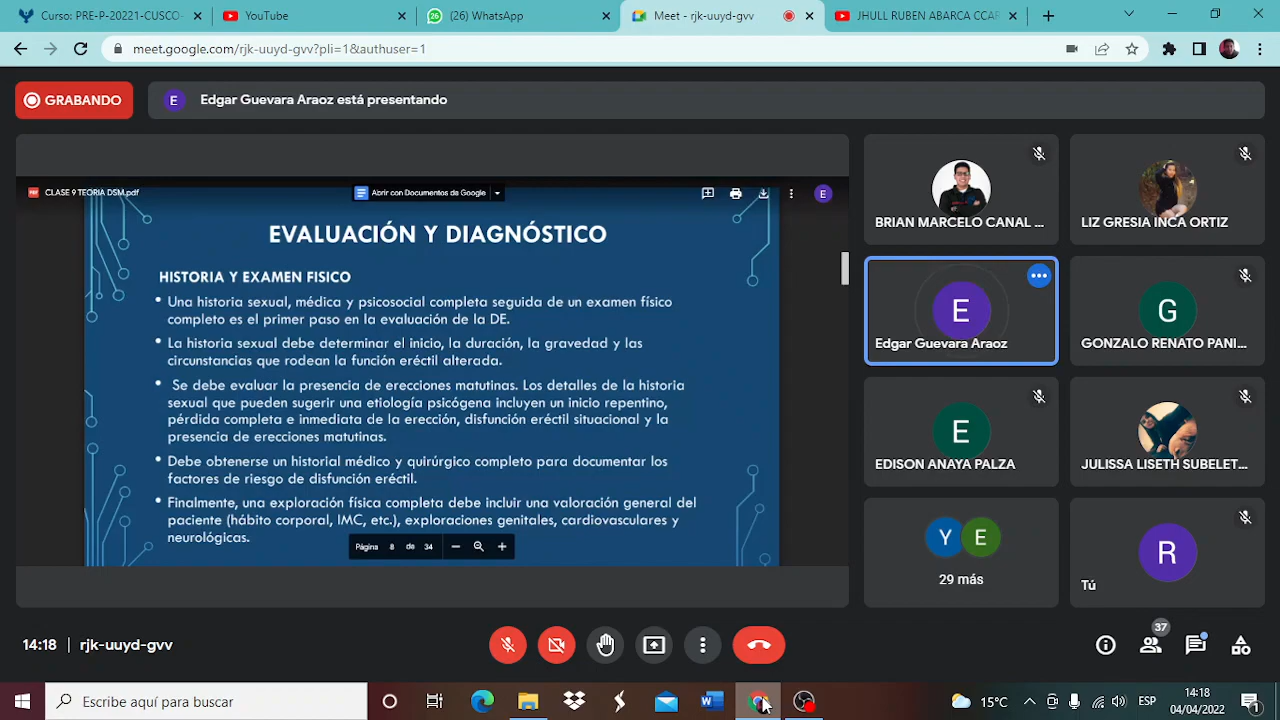 Curso: PRE-P-20221-CUSCO-
YouTube
(26) WhatsApp
Meet - rjk-uuyd-gvv
JHULL RUBEN ABARCA CCAR
meet.google.com/rjk-uuyd-gvv?pli=1&authuser=1
GRABANDO
E
Edgar Guevara Araoz está presentando
PDF
CLASE 9 TEORIA DSM.pdf
Abrir con Documentos de Google
E
EVALUACIÓN Y DIAGNÓSTICO
HISTORIA Y EXAMEN FISICO
• Una historia sexual, médica y psicosocial completa seguida de un examen físico
completo es el primer paso en la evaluación de la DE.
• La historia sexual debe determinar el inicio, la duración, la gravedad y las
circunstancias que rodean la función eréctil alterada.
• Se debe evaluar la presencia de erecciones matutinas. Los detalles de la historia
sexual que pueden sugerir una etiología psicógena incluyen un inicio repentino,
pérdida completa e inmediata de la erección, disfunción eréctil situacional y la
presencia de erecciones matutinas.
• Debe obtenerse un historial médico y quirúrgico completo para documentar los
factores de riesgo de disfunción eréctil.
• Finalmente, una exploración física completa debe incluir una valoración general del
paciente (hábito corporal, IMC, etc.), exploraciones genitales, cardiovasculares y
neurológicas.
Página 8 de 34
BRIAN MARCELO CANAL ...
LIZ GRESIA INCA ORTIZ
E
Edgar Guevara Araoz
G
GONZALO RENATO PANI...
E
EDISON ANAYA PALZA
JULISSA LISETH SUBELET...
Y E
29 más
R
Tú
14:18 | rjk-uuyd-gvv
37
Escribe aquí para buscar
15°C
ESP
14:18
04/04/2022
1